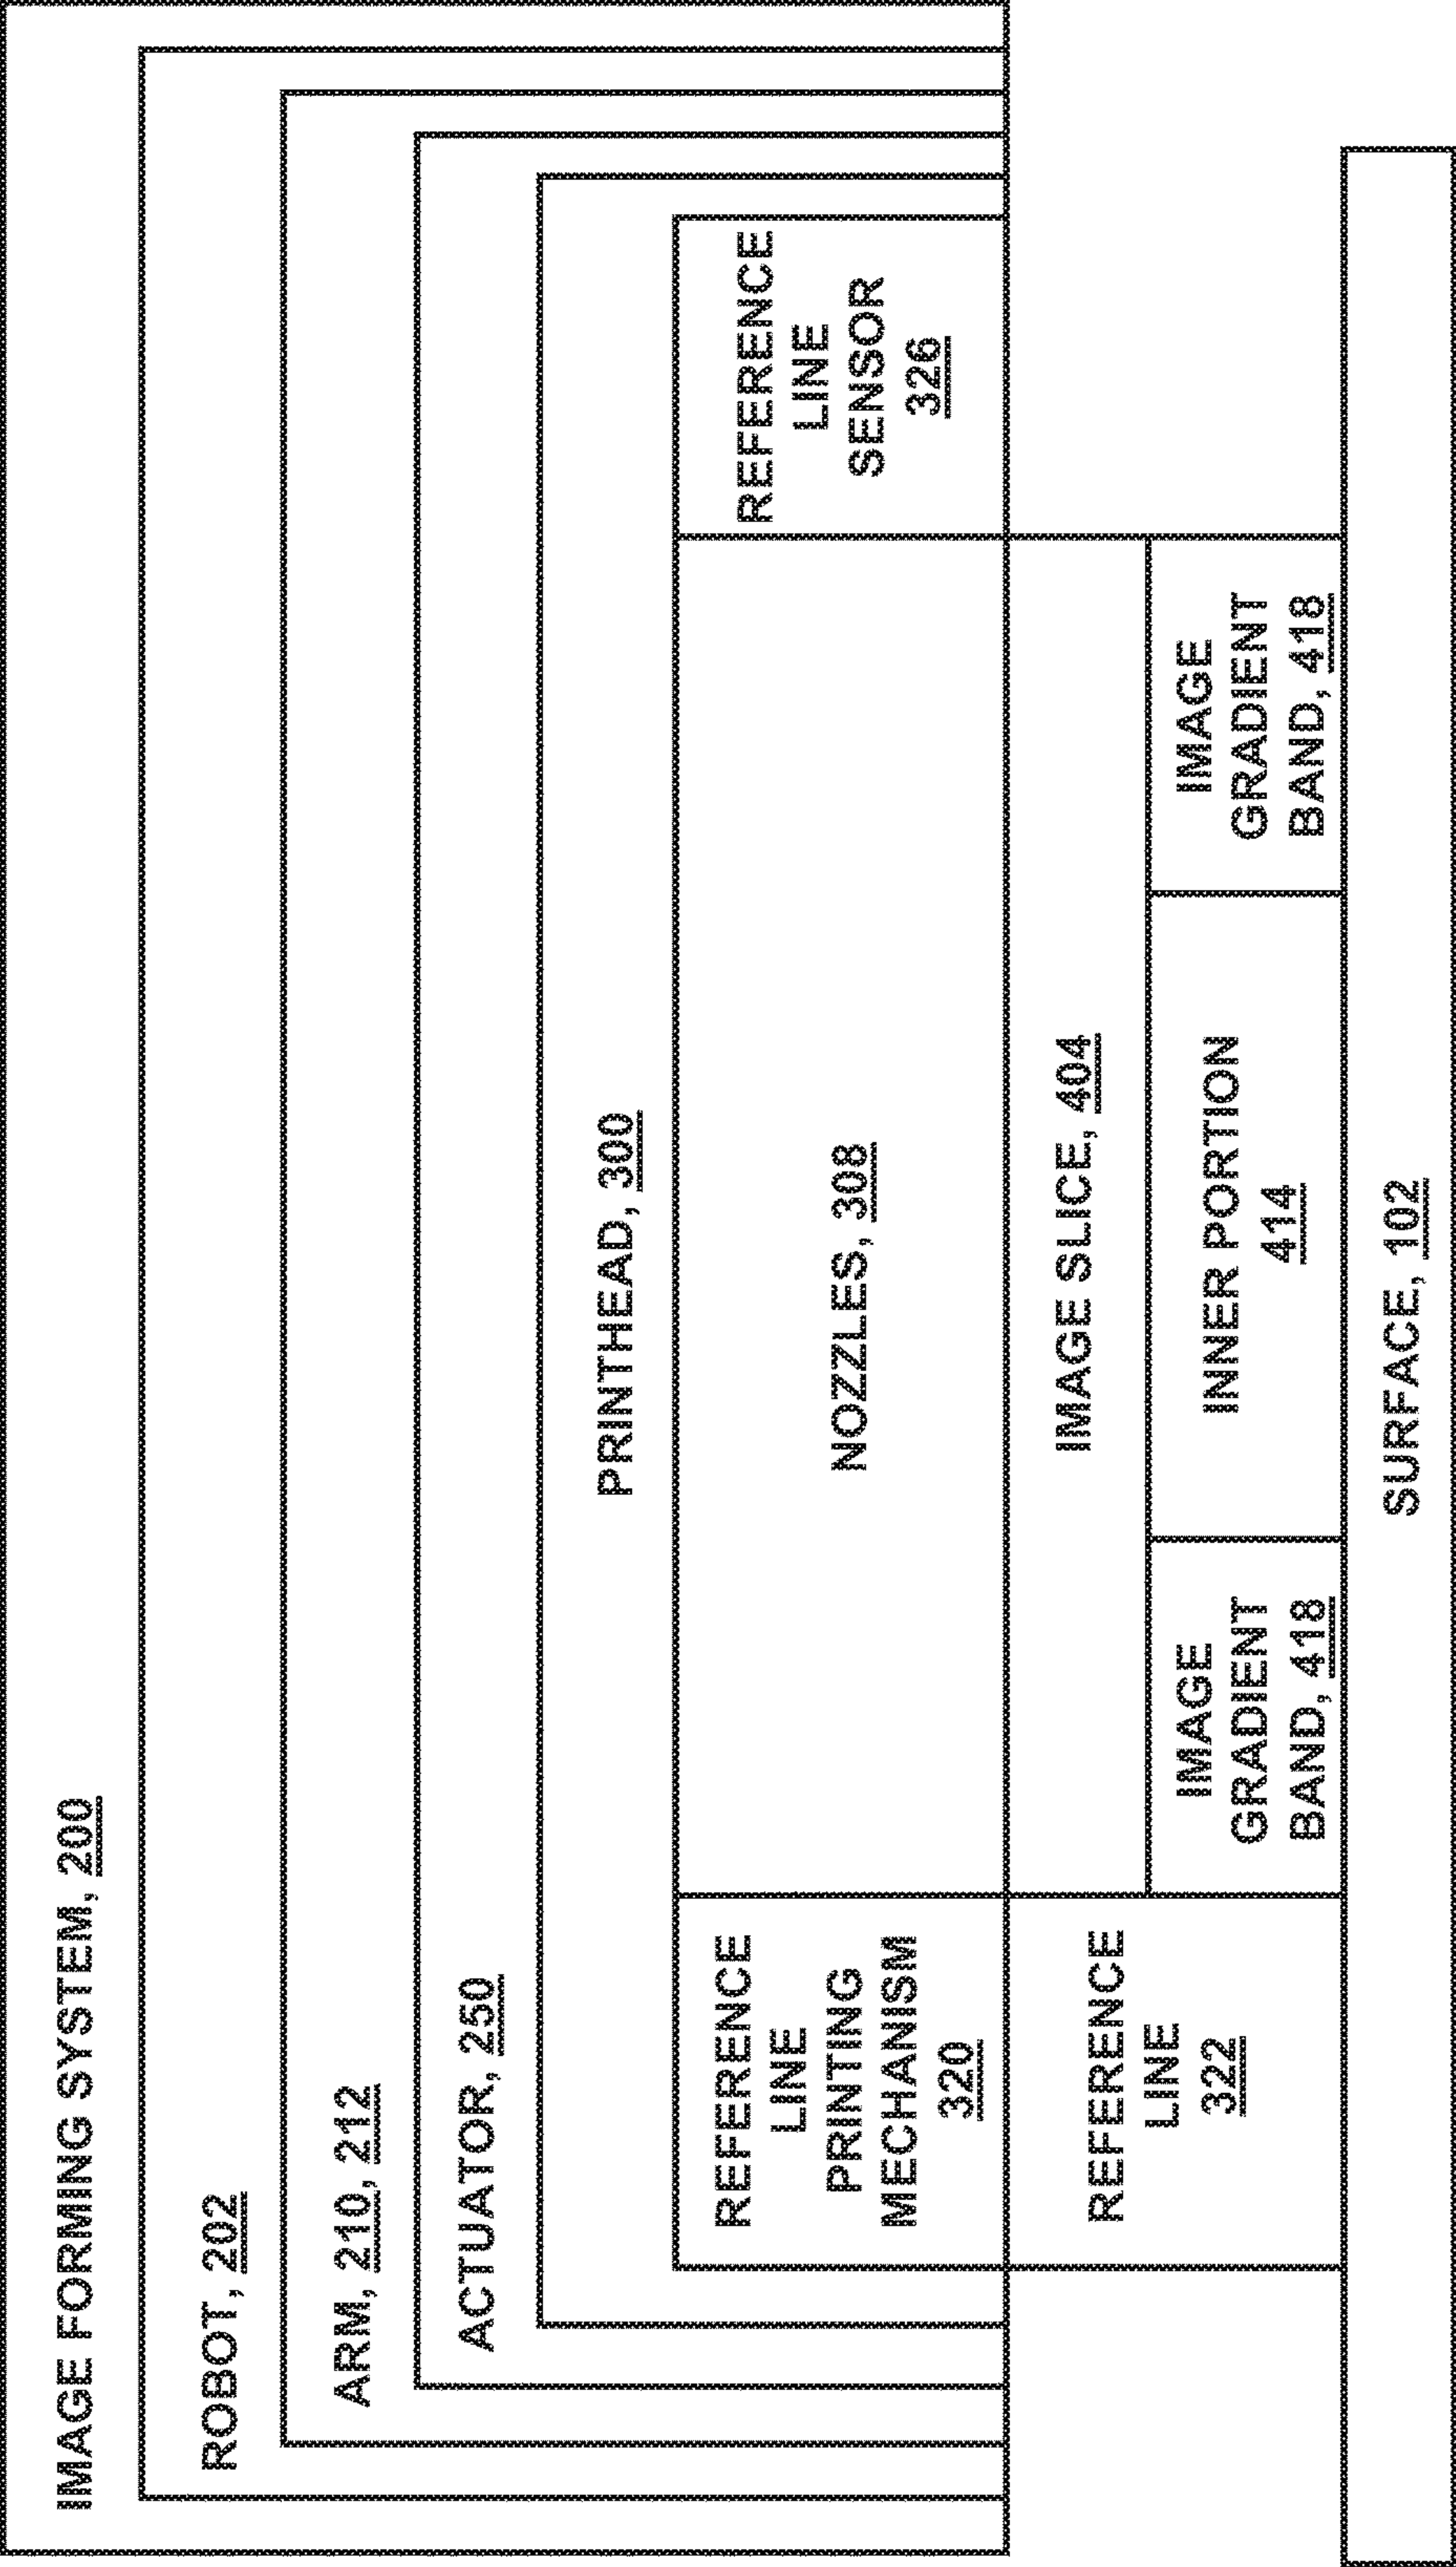 IMAGE FORMING SYSTEM, 200
ROBOT, 202
ARM, 210, 212
ACTUATOR, 250
PRINTHEAD, 300
REFERENCE
LINE
PRINTING
MECHANISM
320
NOZZLES, 308
REFERENCE
LINE
SENSOR
326
REFERENCE
LINE
322
IMAGE SLICE, 404
IMAGE
GRADIENT
BAND, 418
INNER PORTION
414
IMAGE
GRADIENT
BAND, 418
SURFACE, 102